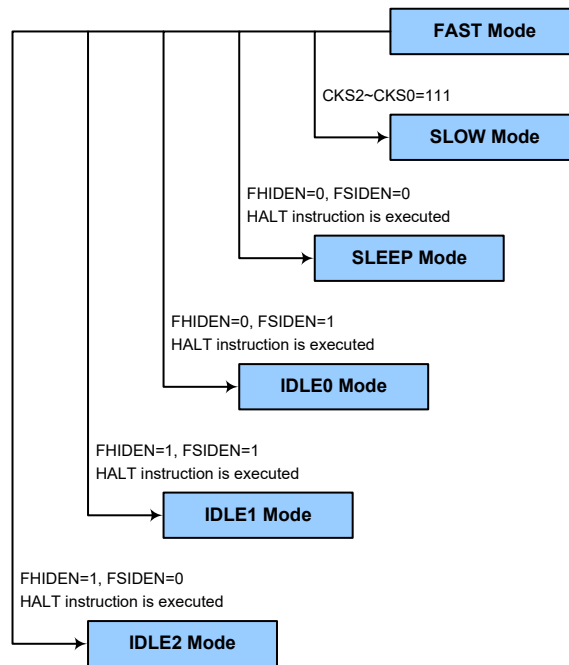 FAST Mode
CKS2~CKS0=111
SLOW Mode
FHIDEN=0, FSIDEN=0
HALT instruction is executed
SLEEP Mode
FHIDEN=0, FSIDEN=1
HALT instruction is executed
IDLE0 Mode
FHIDEN=1, FSIDEN=1
HALT instruction is executed
IDLE1 Mode
FHIDEN=1, FSIDEN=0
HALT instruction is executed
IDLE2 Mode